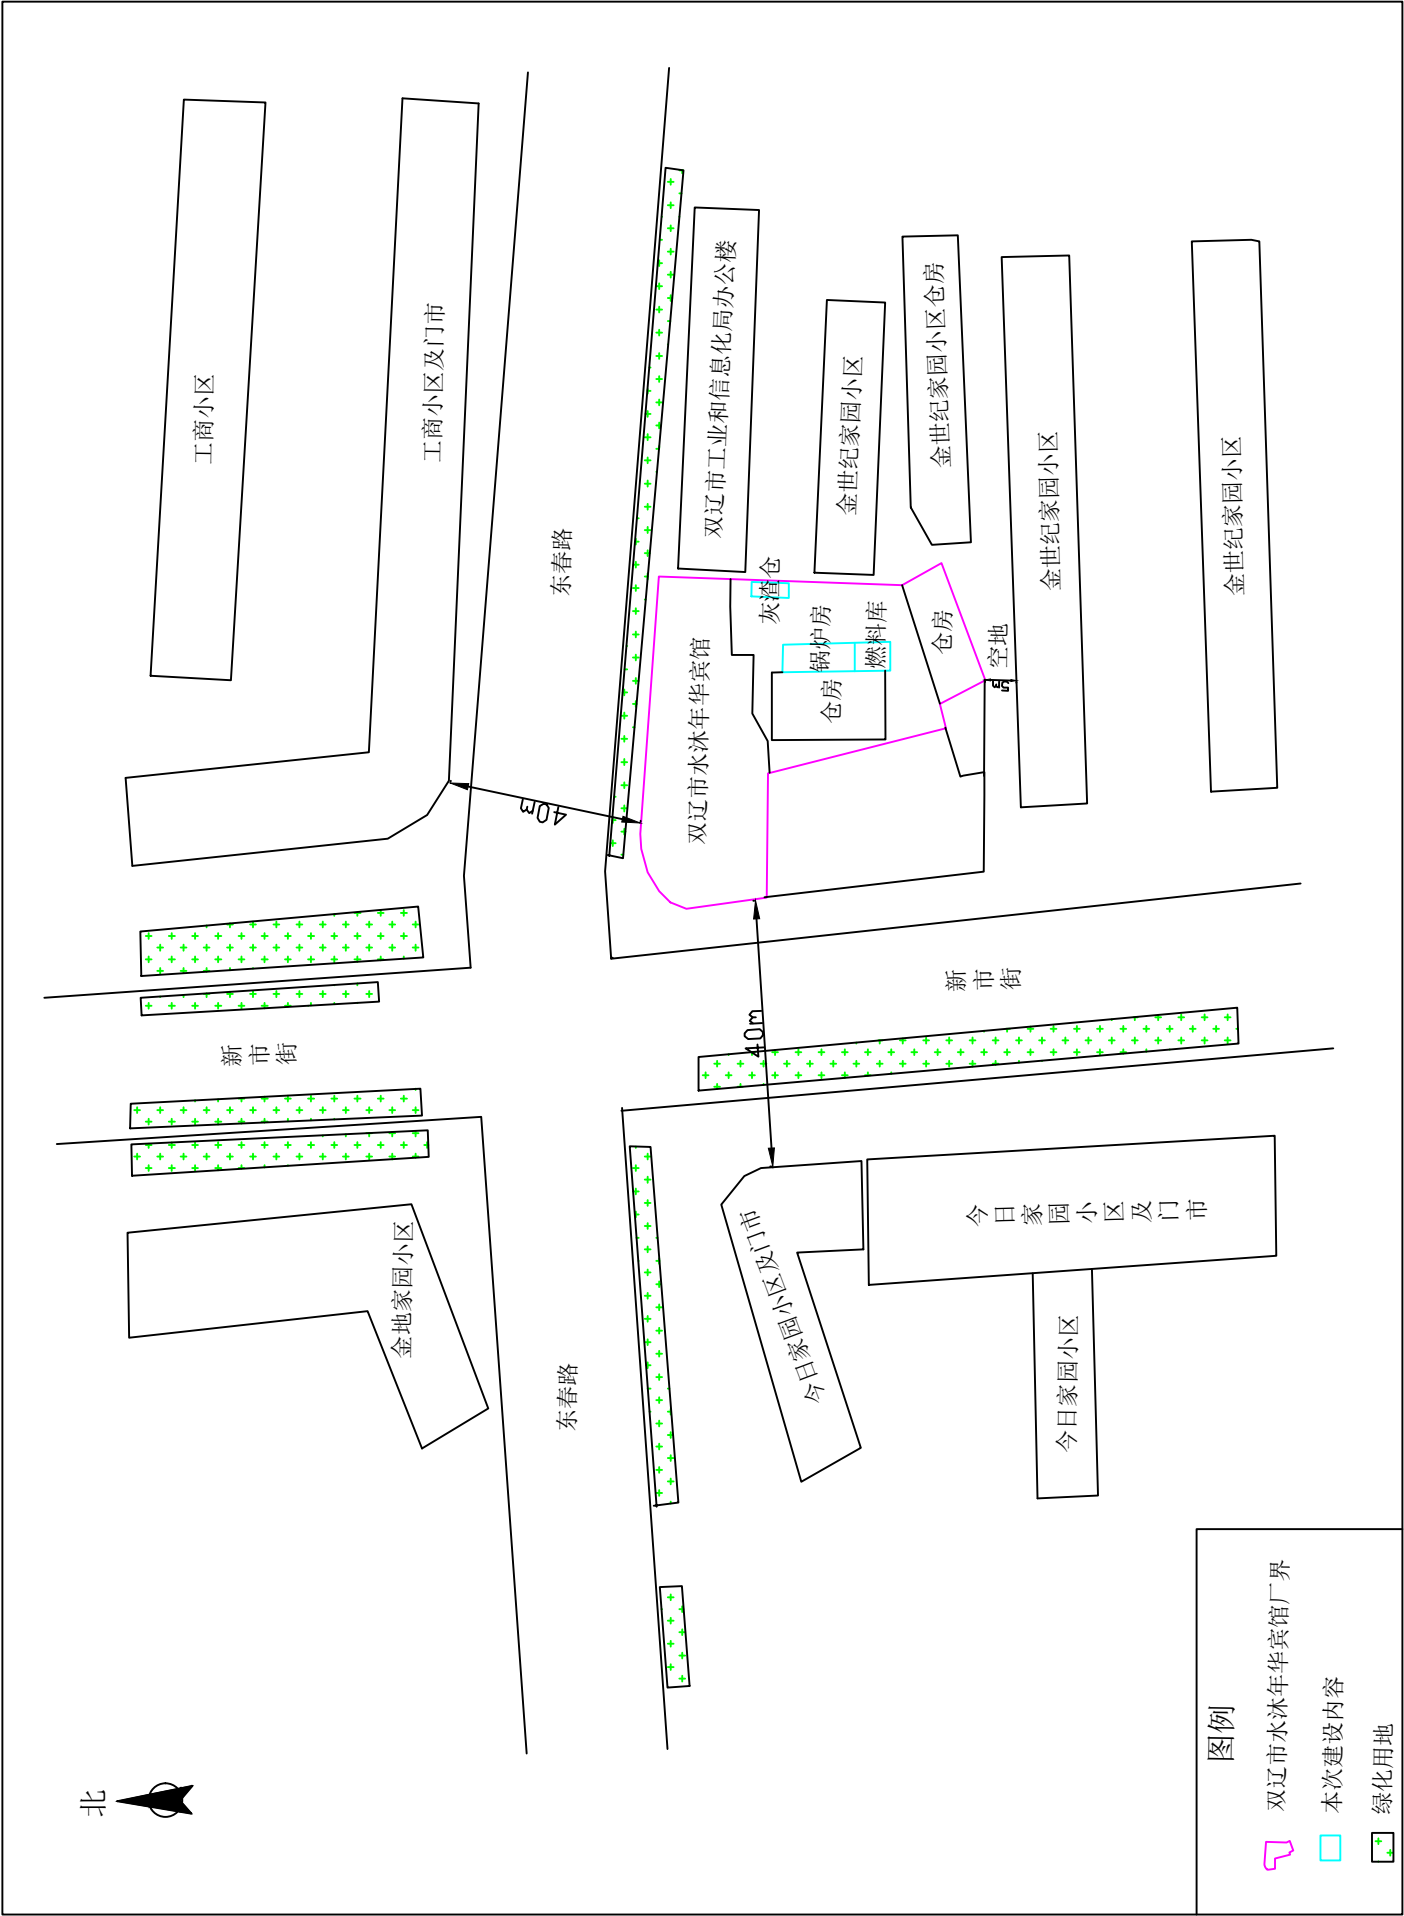 北
新市街
金地家园小区
东春路
今日家园小区及门市
今日家园小区及门市
今日家园小区
40m
40m
工商小区
工商小区及门市
东春路
双辽市工业和信息化局办公楼
金世纪家园小区
金世纪家园小区仓房
金世纪家园小区
金世纪家园小区
双辽市水沐年华宾馆
灰渣仓
锅炉房
燃料库
仓房
仓房
空地
5m
新市街
图例
双辽市水沐年华宾馆厂界
本次建设内容
绿化用地